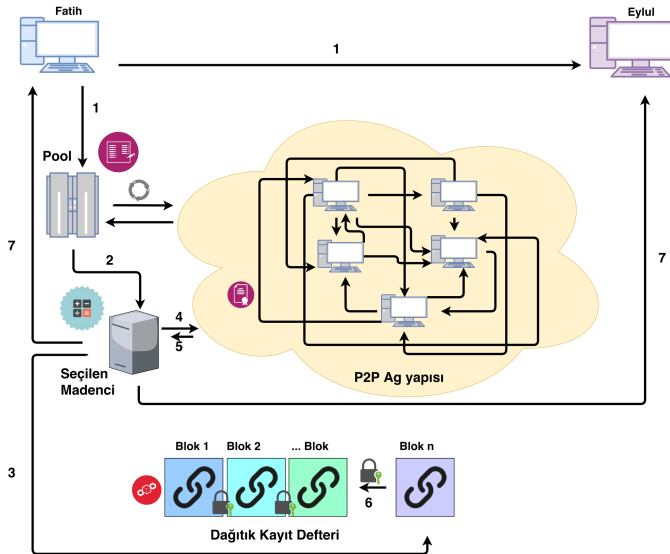 Fatih
Eylul
1
1
Pool
2
7
7
4
5
Seçilen
Madenci
P2P Ag yapısı
3
Blok 1
Blok 2
... Blok
Blok n
6
Dağıtık Kayıt Defteri